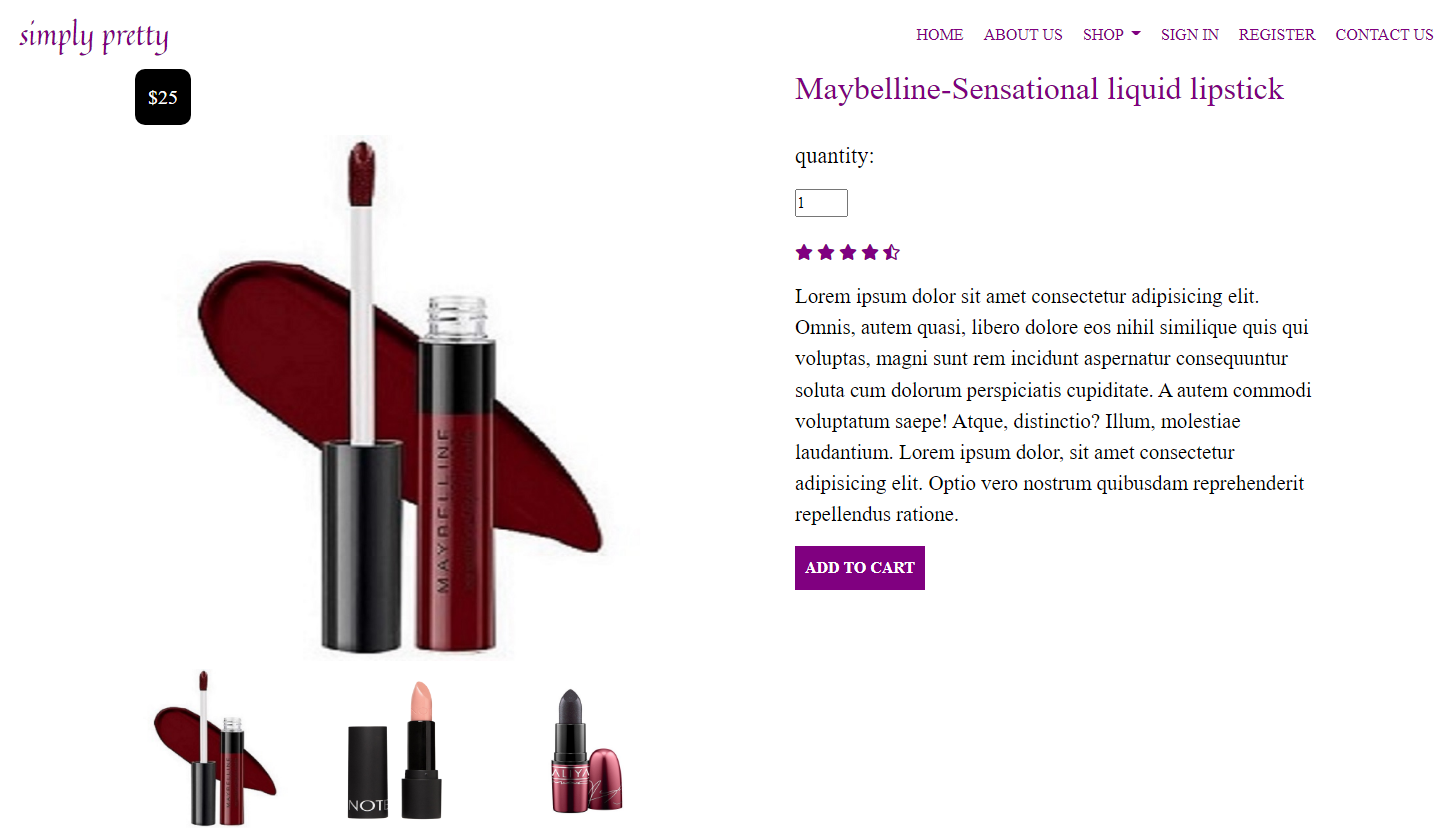 simply pretty
HOME ABOUT US SHOP SIGN IN REGISTER CONTACT US
$25
Maybelline-Sensational liquid lipstick
quantity:
1
Lorem ipsum dolor sit amet consectetur adipisicing elit.
Omnis, autem quasi, libero dolore eos nihil similique quis qui
voluptas, magni sunt rem incidunt aspernatur consequuntur
soluta cum dolorum perspiciatis cupiditate. A autem commodi
voluptatum saepe! Atque, distinctio? Illum, molestiae
laudantium. Lorem ipsum dolor, sit amet consectetur
adipisicing elit. Optio vero nostrum quibusdam reprehenderit
repellendus ratione.
ADD TO CART
MAYBELLINE
NOTE